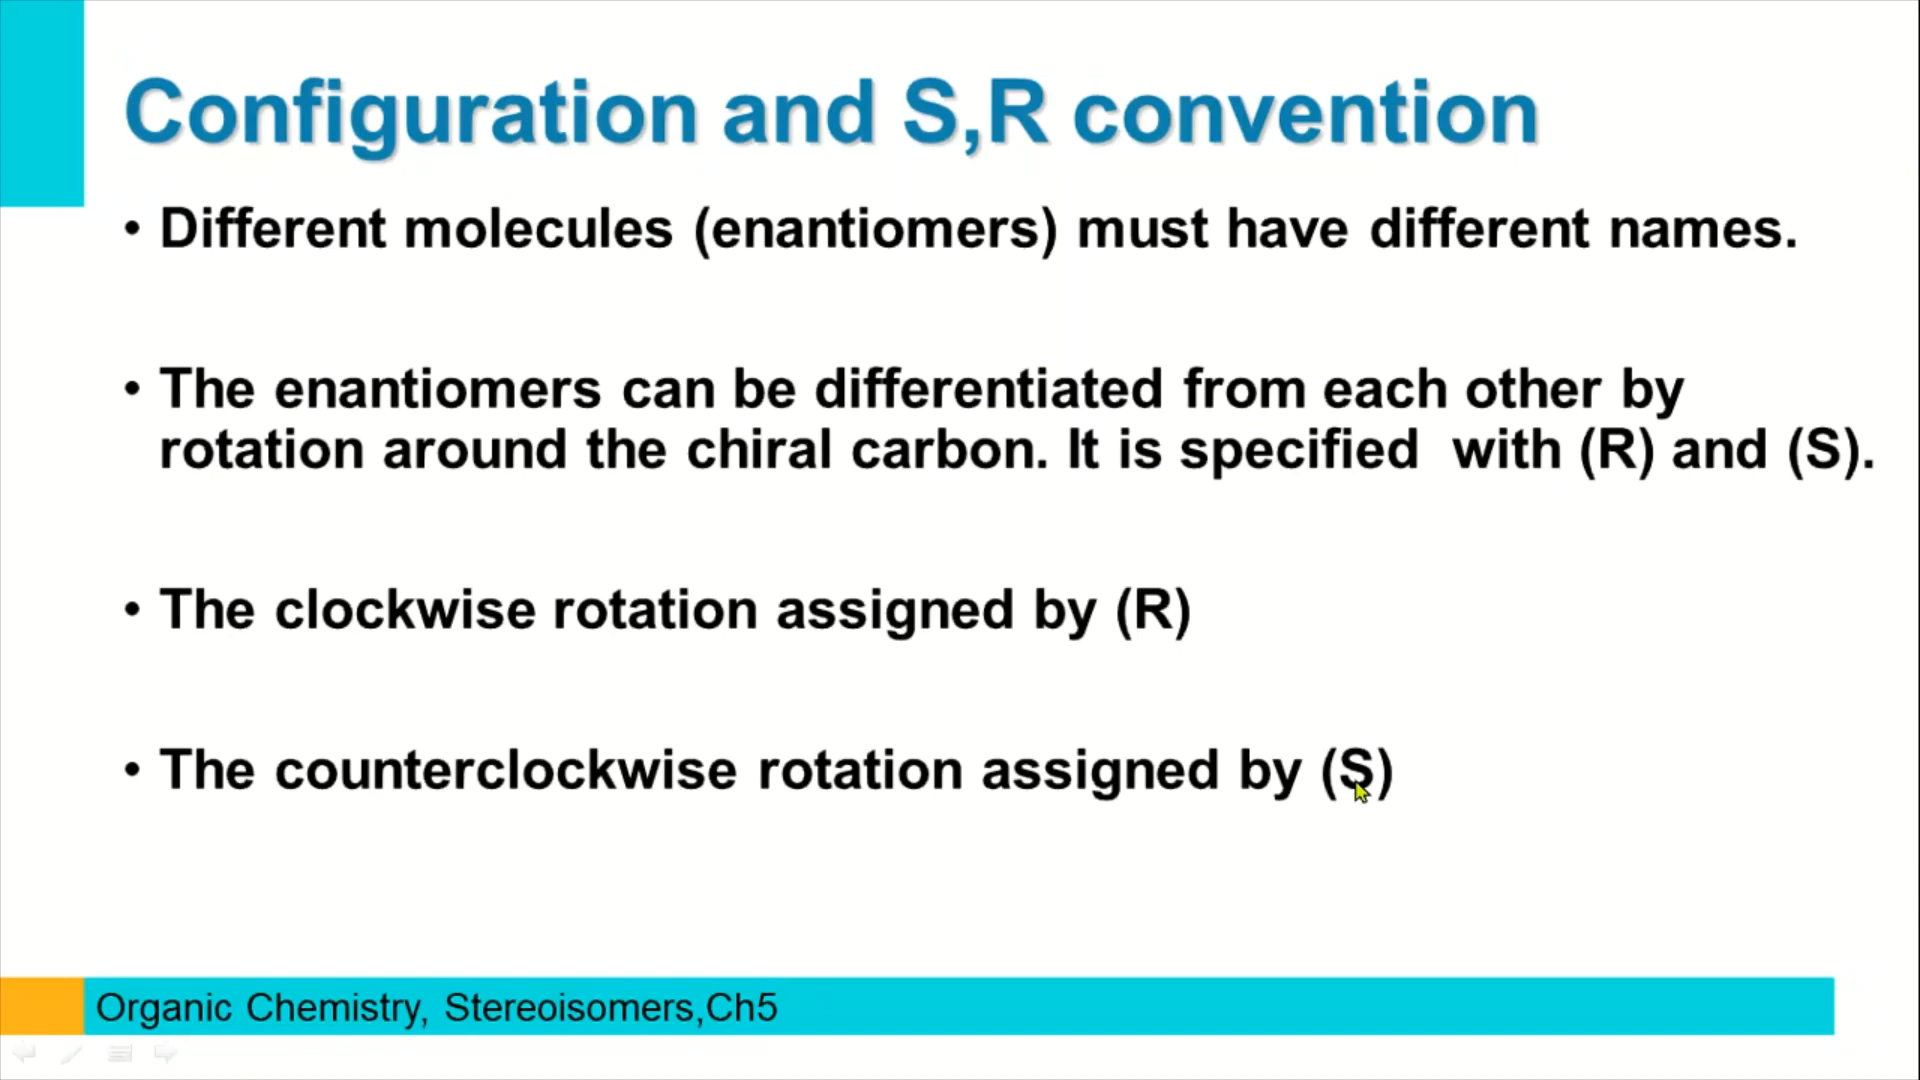 Configuration and S,R convention
• Different molecules (enantiomers) must have different names.
• The enantiomers can be differentiated from each other by
rotation around the chiral carbon. It is specified with (R) and (S).
• The clockwise rotation assigned by (R)
• The counterclockwise rotation assigned by (S)
Organic Chemistry, Stereoisomers,Ch5